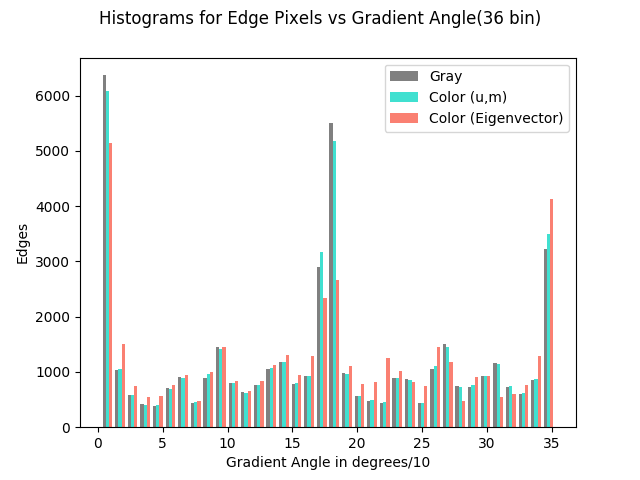 Histograms for Edge Pixels vs Gradient Angle(36 bin)
Gray
Color (u,m)
Color (Eigenvector)
6000
5000
4000
3000
2000
1000
0
Edges
0 5 10 15 20 25 30 35
Gradient Angle in degrees/10